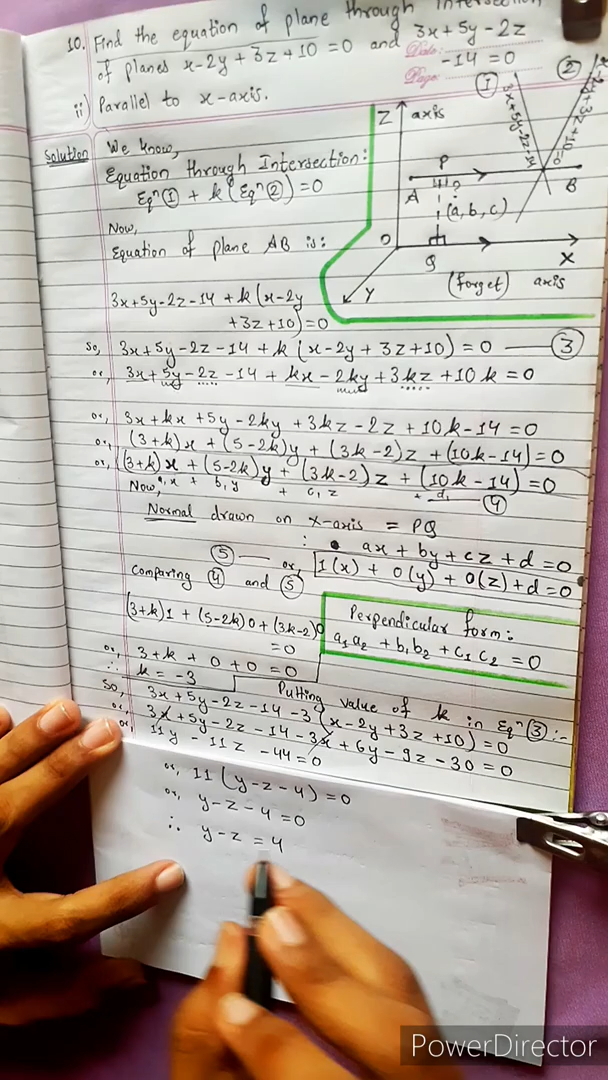 10. Find the equation of plane through
of planes x-2y+3z+10=0 and 3x+5y-2z
-14=0
Date:
Page:
ii) Parallel to x-axis.
Solution We know,
Equation through Intersection:
Eqⁿ① + k(Eqⁿ②)=0
Now,
Equation of plane AB is:
3x+5y-2z-14+k(x-2y
+3z+10)=0
Z axis
① ②
3x+5y-2z-14
P
A B
(a,b,c)
O Q X
(forget) axis
Y
so, 3x+5y-2z-14+k(x-2y+3z+10)=0 — ③
or, 3x+5y-2z-14+kx-2ky+3kz+10k=0
or, 3x+kx+5y-2ky+3kz-2z+10k-14=0
or, (3+k)x+(5-2k)y+(3k-2)z+(10k-14)=0
or, (3+k)x+(5-2k)y+(3k-2)z+(10k-14)=0
a₁x + b₁y + c₁z + d₁ ④
Now,
Normal drawn on X-axis = PQ
: ax+by+cz+d=0
⑤ — or, 1(x)+0(y)+0(z)+d=0
comparing ④ and ⑤
(3+k)1+(5-2k)0+(3k-2)0
=0
Perpendicular form:
a₁a₂+b₁b₂+c₁c₂=0
or, 3+k+0+0=0
∴ k=-3
Putting value of k in Eqⁿ③:-
So, 3x+5y-2z-14-3(x-2y+3z+10)=0
or, 3x+5y-2z-14-3x+6y-9z-30=0
or, 11y-11z-44=0
or, 11(y-z-4)=0
or, y-z-4=0
∴ y-z=4
PowerDirector